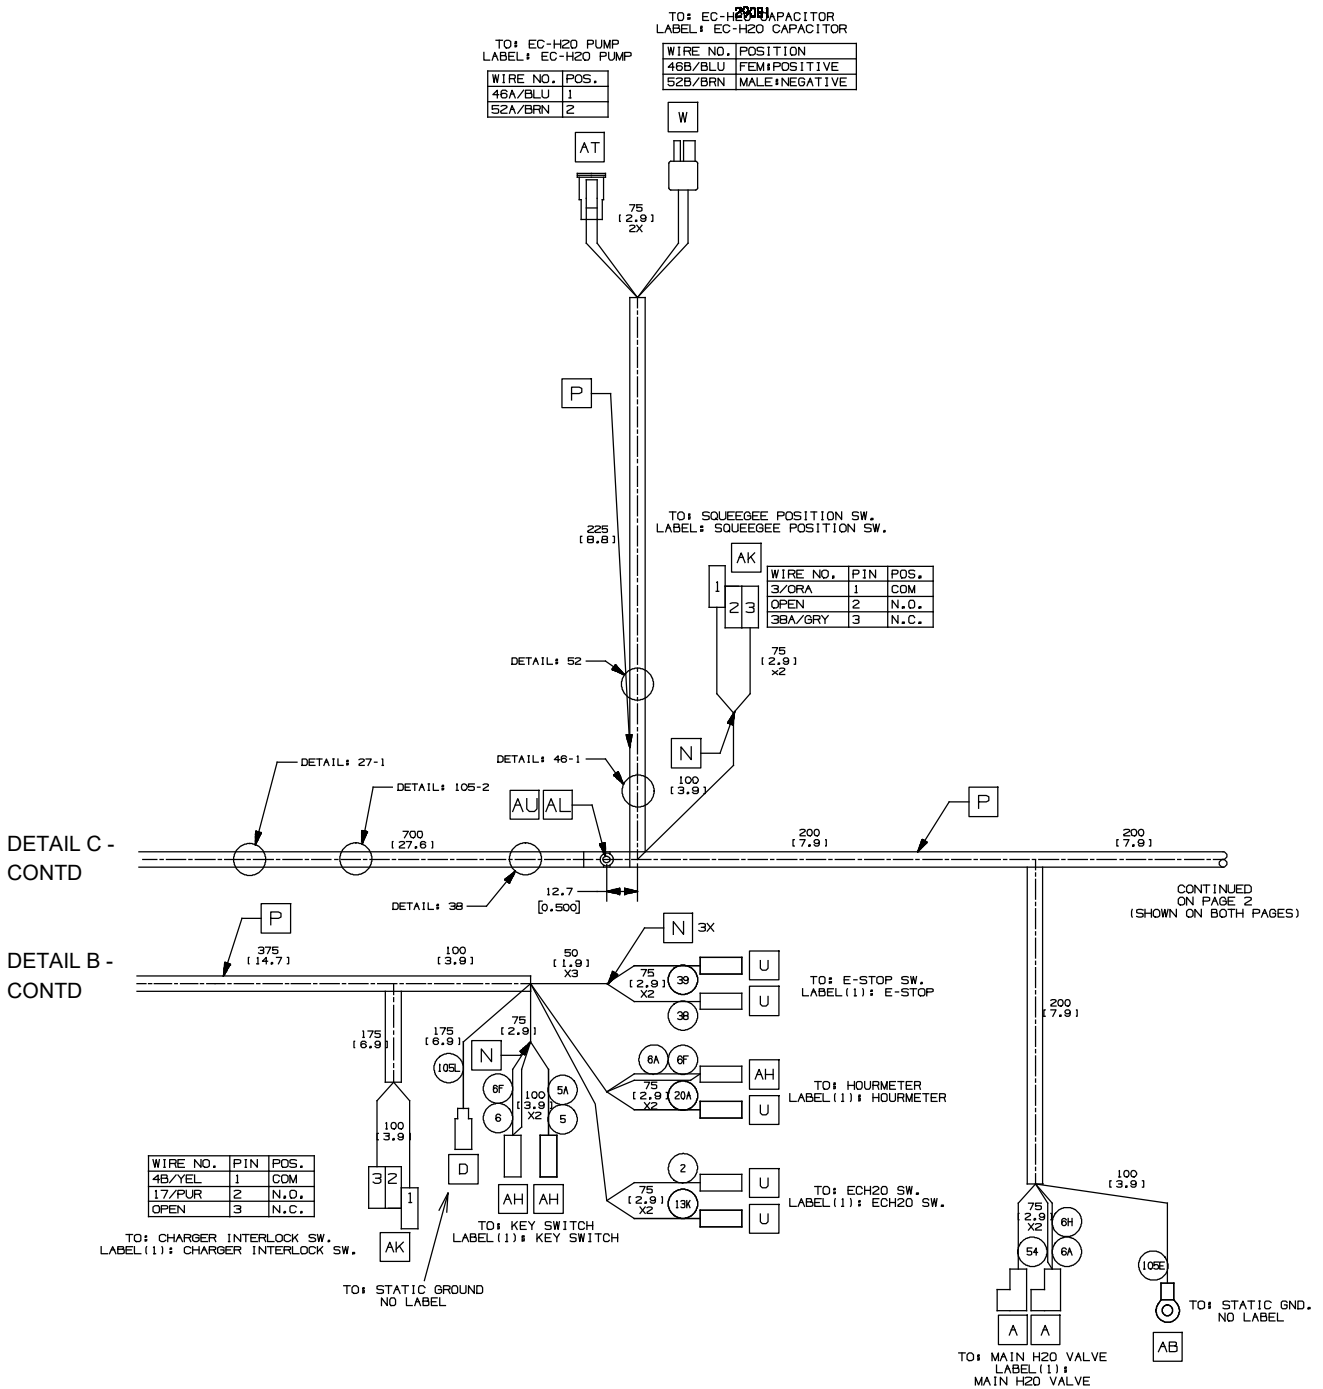 TO: EC-H2O CAPACITOR
LABEL: EC-H2O CAPACITOR
WIRE NO. POSITION
46B/BLU FEM:POSITIVE
52B/BRN MALE:NEGATIVE
W
TO: EC-H2O PUMP
LABEL: EC-H2O PUMP
WIRE NO. POS.
46A/BLU 1
52A/BRN 2
AT
75
[2.9]
2X
P
225
[8.8]
TO: SQUEEGEE POSITION SW.
LABEL: SQUEEGEE POSITION SW.
AK
1
2 3
WIRE NO. PIN POS.
3/ORA 1 COM
OPEN 2 N.O.
38A/GRY 3 N.C.
75
[2.9]
x2
DETAIL: 52
N
100
[3.9]
DETAIL: 46-1
DETAIL: 27-1
DETAIL: 105-2
AU AL
P
DETAIL C -
CONTD
700
[27.6]
200
[7.9]
200
[7.9]
DETAIL: 38
12.7
[0.500]
CONTINUED
ON PAGE 2
(SHOWN ON BOTH PAGES)
P
DETAIL B -
CONTD
375
[14.7]
100
[3.9]
50
[1.9]
X3
N 3X
75
[2.9]
X2
39
38
U
U
TO: E-STOP SW.
LABEL(1): E-STOP
175
[6.9]
175
[6.9]
75
[2.9]
200
[7.9]
N
105L
6F
6
100
[3.9]
X2
5A
5
6A 6F
75
[2.9]
X2
20A
AH
U
TO: HOURMETER
LABEL(1): HOURMETER
100
[3.9]
3 2
1
WIRE NO. PIN POS.
4B/YEL 1 COM
17/PUR 2 N.O.
OPEN 3 N.C.
TO: CHARGER INTERLOCK SW.
LABEL(1): CHARGER INTERLOCK SW.
AK
D
TO: STATIC GROUND
NO LABEL
AH AH
TO: KEY SWITCH
LABEL(1): KEY SWITCH
2
75
[2.9]
X2
13K
U
U
TO: ECH2O SW.
LABEL(1): ECH2O SW.
100
[3.9]
75
[2.9]
X2
6H
54
6A
105E
A A
TO: MAIN H2O VALVE
LABEL(1):
MAIN H2O VALVE
TO: STATIC GND.
NO LABEL
AB